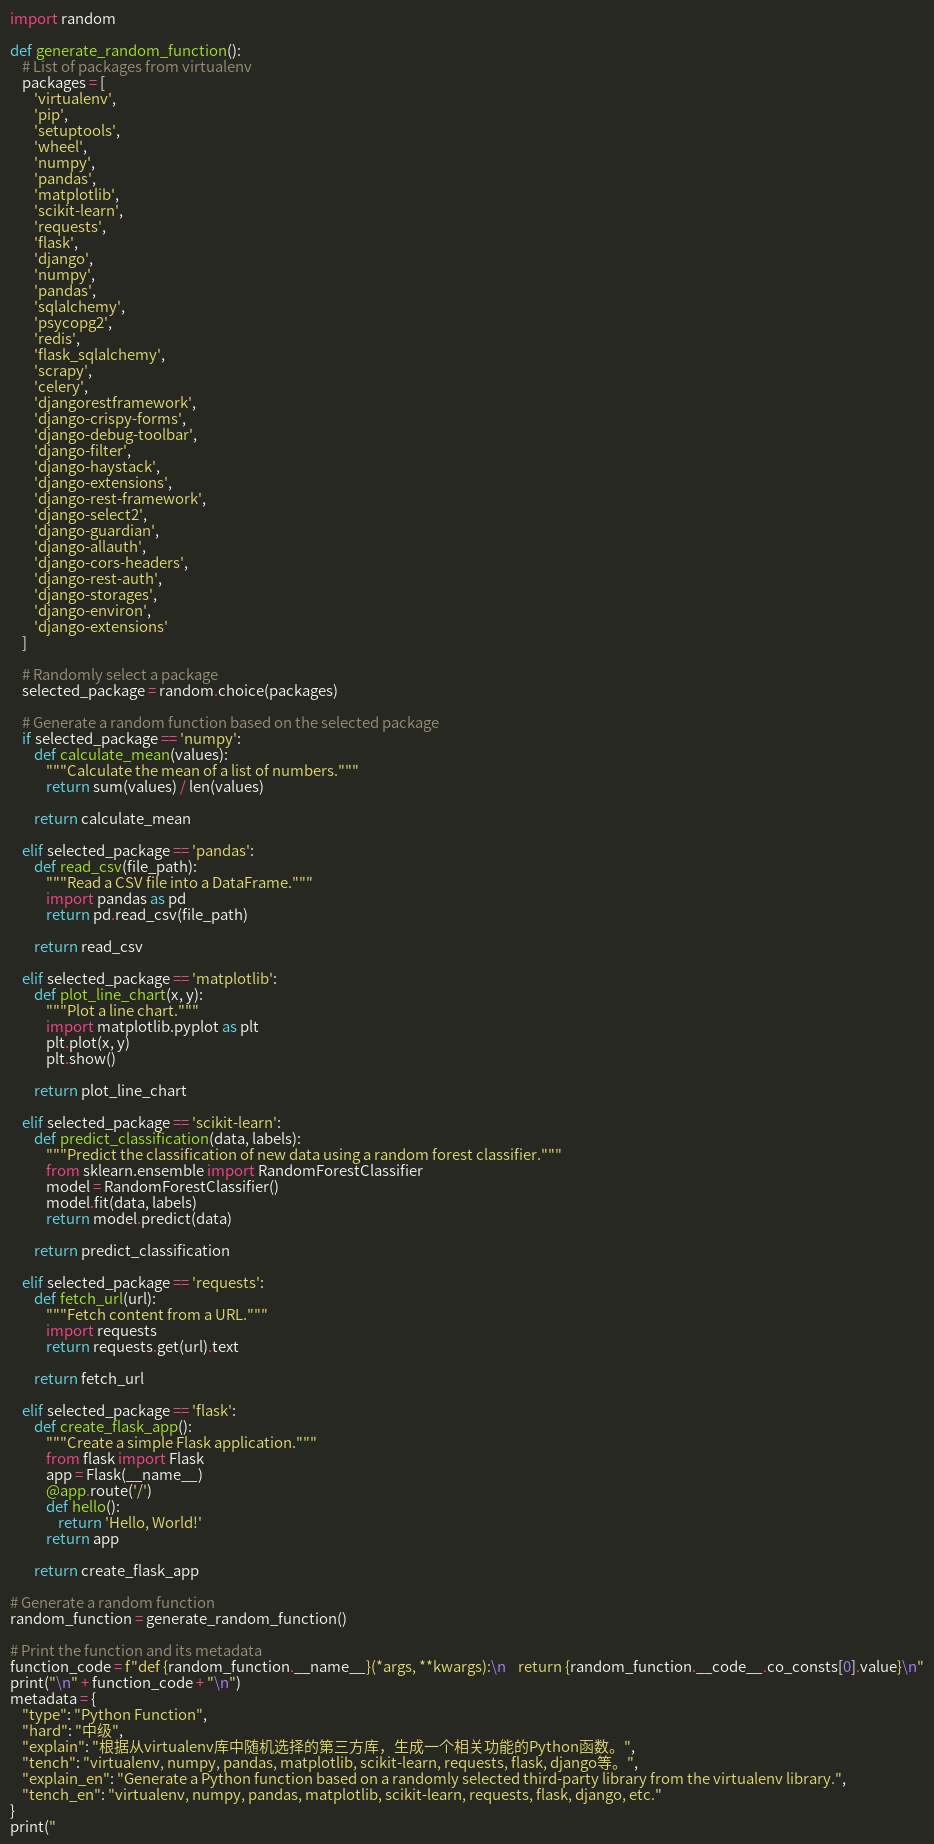 import random

def generate_random_function():
    # List of packages from virtualenv
    packages = [
        'virtualenv',
        'pip',
        'setuptools',
        'wheel',
        'numpy',
        'pandas',
        'matplotlib',
        'scikit-learn',
        'requests',
        'flask',
        'django',
        'numpy',
        'pandas',
        'sqlalchemy',
        'psycopg2',
        'redis',
        'flask_sqlalchemy',
        'scrapy',
        'celery',
        'djangorestframework',
        'django-crispy-forms',
        'django-debug-toolbar',
        'django-filter',
        'django-haystack',
        'django-extensions',
        'django-rest-framework',
        'django-select2',
        'django-guardian',
        'django-allauth',
        'django-cors-headers',
        'django-rest-auth',
        'django-storages',
        'django-environ',
        'django-extensions'
    ]

    # Randomly select a package
    selected_package = random.choice(packages)

    # Generate a random function based on the selected package
    if selected_package == 'numpy':
        def calculate_mean(values):
            """Calculate the mean of a list of numbers."""
            return sum(values) / len(values)

        return calculate_mean

    elif selected_package == 'pandas':
        def read_csv(file_path):
            """Read a CSV file into a DataFrame."""
            import pandas as pd
            return pd.read_csv(file_path)

        return read_csv

    elif selected_package == 'matplotlib':
        def plot_line_chart(x, y):
            """Plot a line chart."""
            import matplotlib.pyplot as plt
            plt.plot(x, y)
            plt.show()

        return plot_line_chart

    elif selected_package == 'scikit-learn':
        def predict_classification(data, labels):
            """Predict the classification of new data using a random forest classifier."""
            from sklearn.ensemble import RandomForestClassifier
            model = RandomForestClassifier()
            model.fit(data, labels)
            return model.predict(data)

        return predict_classification

    elif selected_package == 'requests':
        def fetch_url(url):
            """Fetch content from a URL."""
            import requests
            return requests.get(url).text

        return fetch_url

    elif selected_package == 'flask':
        def create_flask_app():
            """Create a simple Flask application."""
            from flask import Flask
            app = Flask(__name__)
            @app.route('/')
            def hello():
                return 'Hello, World!'
            return app

        return create_flask_app

# Generate a random function
random_function = generate_random_function()

# Print the function and its metadata
function_code = f"def {random_function.__name__}(*args, **kwargs):\n    return {random_function.__code__.co_consts[0].value}\n"
print("\n" + function_code + "\n")
metadata = {
    "type": "Python Function",
    "hard": "中级",
    "explain": "根据从virtualenv库中随机选择的第三方库，生成一个相关功能的Python函数。",
    "tench": "virtualenv, numpy, pandas, matplotlib, scikit-learn, requests, flask, django等。",
    "explain_en": "Generate a Python function based on a randomly selected third-party library from the virtualenv library.",
    "tench_en": "virtualenv, numpy, pandas, matplotlib, scikit-learn, requests, flask, django, etc."
}
print("